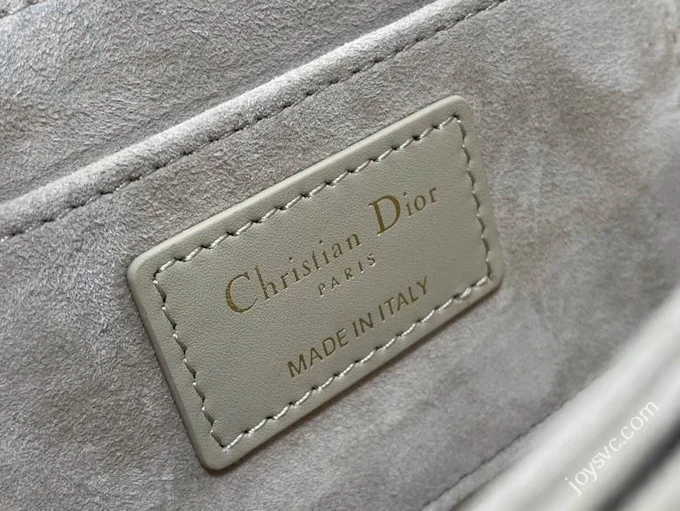 Christian Dior
PARIS
MADE IN ITALY
joysvc.com